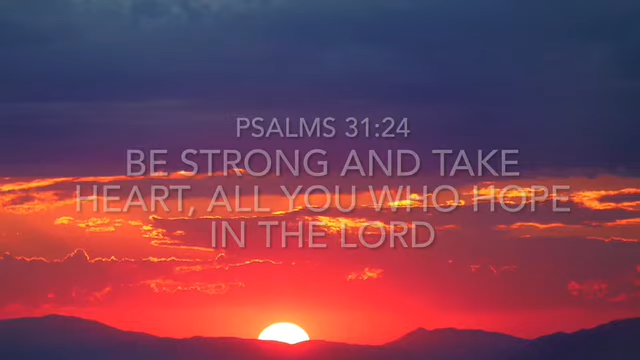 PSALMS 31:24
BE STRONG AND TAKE
HEART, ALL YOU WHO HOPE
IN THE LORD